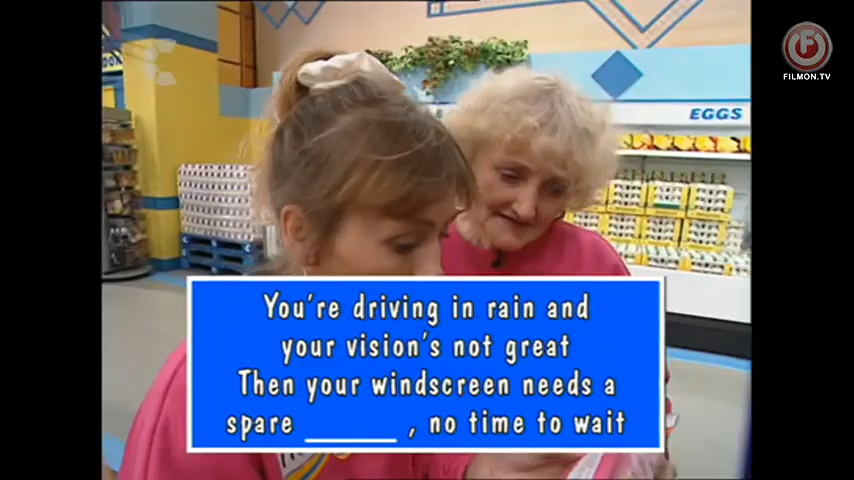 FILMON.TV
EGGS
You're driving in rain and
your vision's not great
Then your windscreen needs a
spare ______ , no time to wait